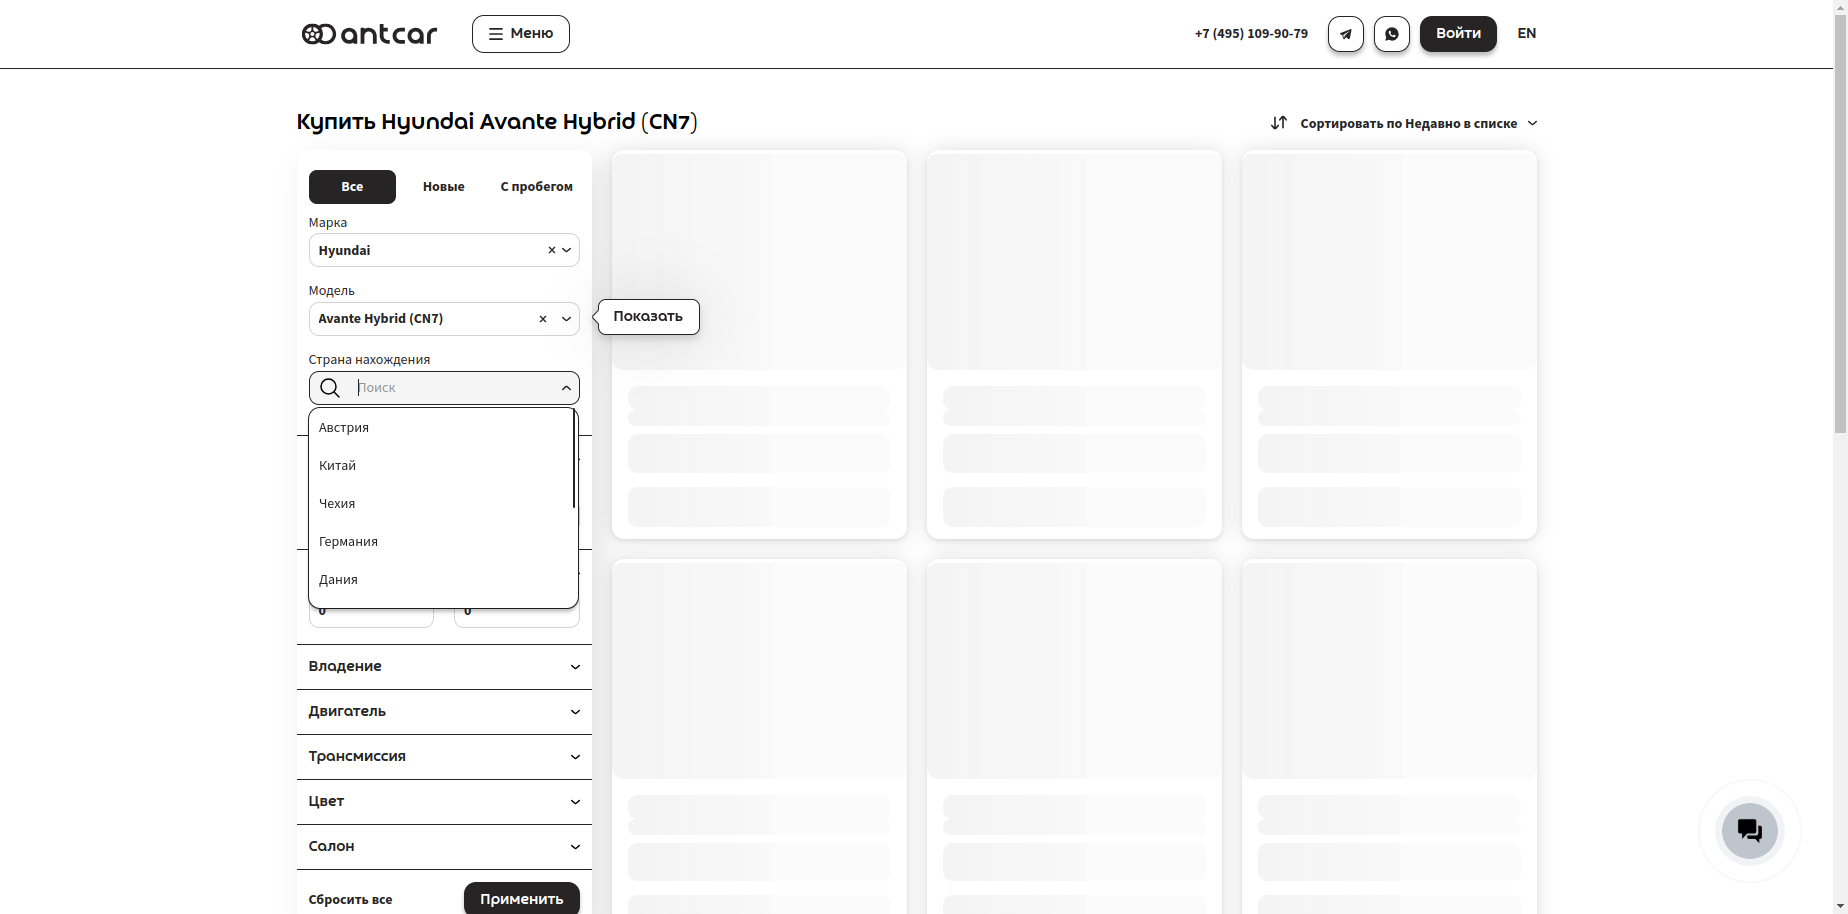 antcar
Меню
+7 (495) 109-90-79
Войти
EN
Купить Hyundai Avante Hybrid (CN7)
Сортировать по Недавно в списке
Все
Новые
С пробегом
Марка
Hyundai
Модель
Avante Hybrid (CN7)
Показать
Страна нахождения
Поиск
Австрия
Китай
Чехия
Германия
Дания
0
0
Владение
Двигатель
Трансмиссия
Цвет
Салон
Сбросить все
Применить